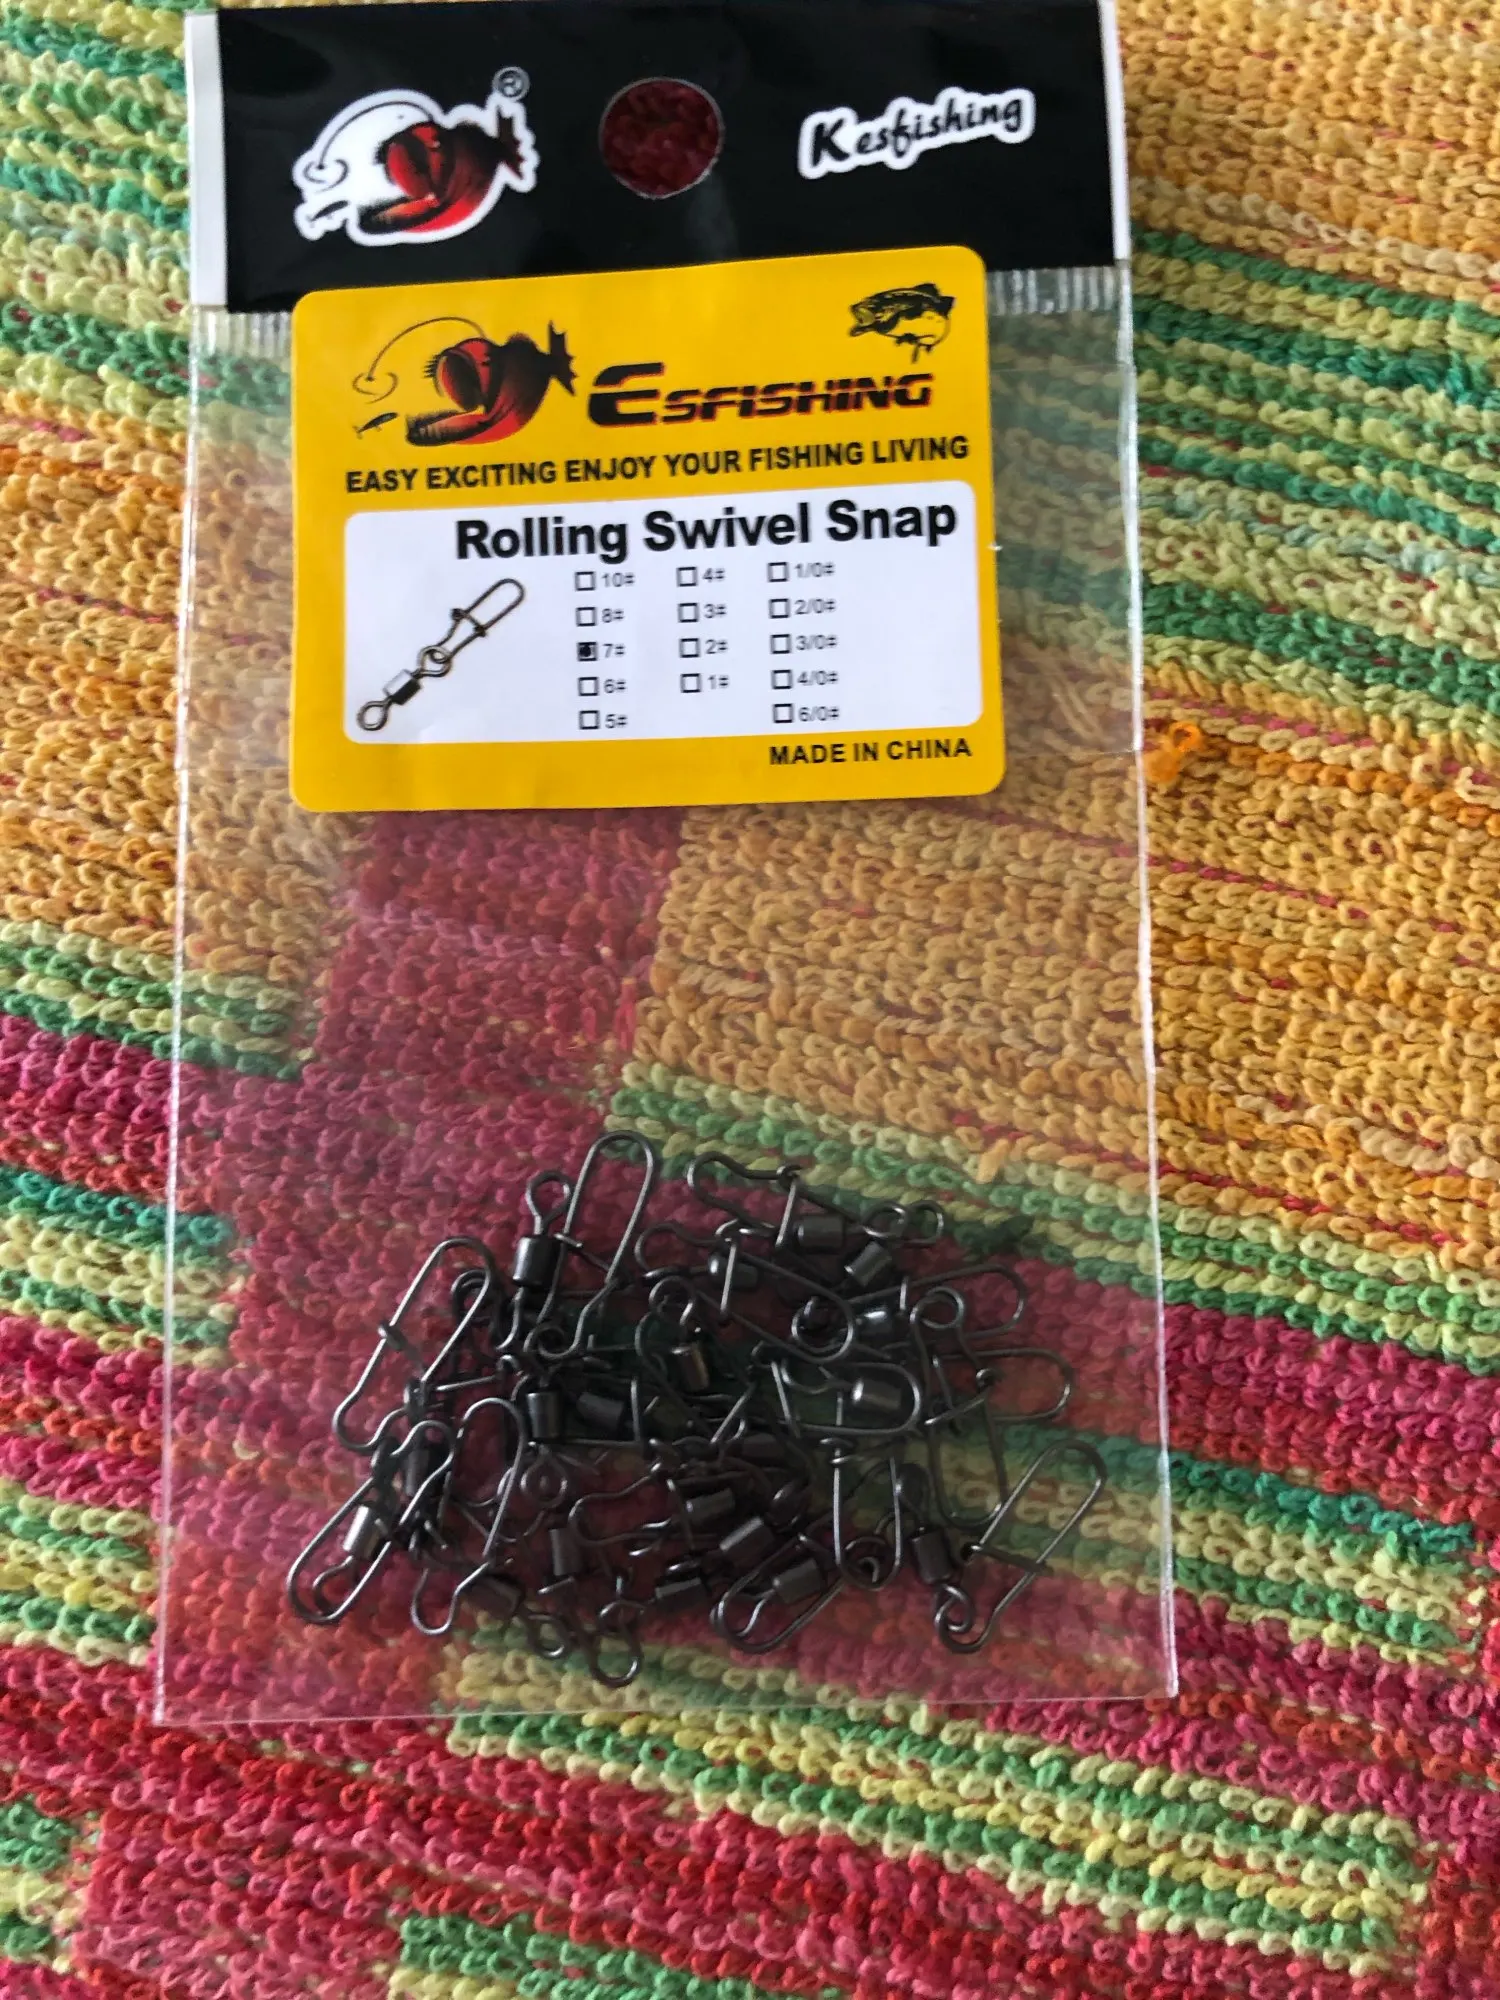 ®
Kesfishing
ESFISHING
EASY EXCITING ENJOY YOUR FISHING LIVING
Rolling Swivel Snap
10# 4# 1/0#
8# 3# 2/0#
7# 2# 3/0#
6# 1# 4/0#
5# 6/0#
MADE IN CHINA